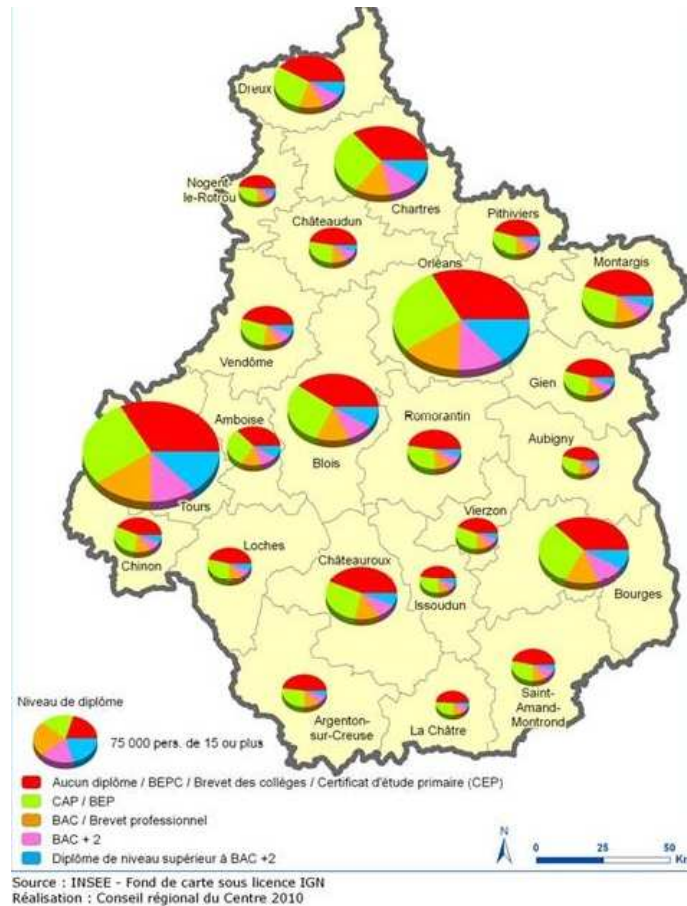 Dreux
Nogent-
le-Rotrou
Chartres
Châteaudun
Pithiviers
Orléans
Montargis
Vendôme
Gien
Amboise
Blois
Romorantin
Aubigny
Tours
Vierzon
Chinon
Loches
Châteauroux
Issoudun
Bourges
Argenton-
sur-Creuse
La Châtre
Saint-
Amand-
Montrond
Niveau de diplôme
75 000 pers. de 15 ou plus
Aucun diplôme / BEPC / Brevet des collèges / Certificat d'étude primaire (CEP)
CAP / BEP
BAC / Brevet professionnel
BAC + 2
Diplôme de niveau supérieur à BAC +2
N
0 25 50
Source : INSEE - Fond de carte sous licence IGN
Réalisation : Conseil régional du Centre 2010